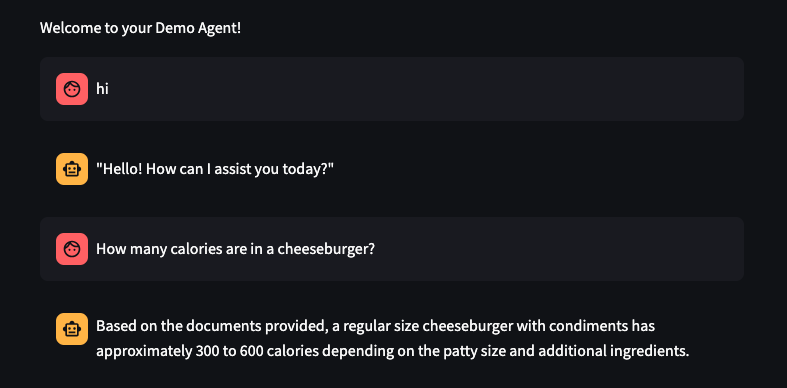 Welcome to your Demo Agent!
hi
"Hello! How can I assist you today?"
How many calories are in a cheeseburger?
Based on the documents provided, a regular size cheeseburger with condiments has
approximately 300 to 600 calories depending on the patty size and additional ingredients.